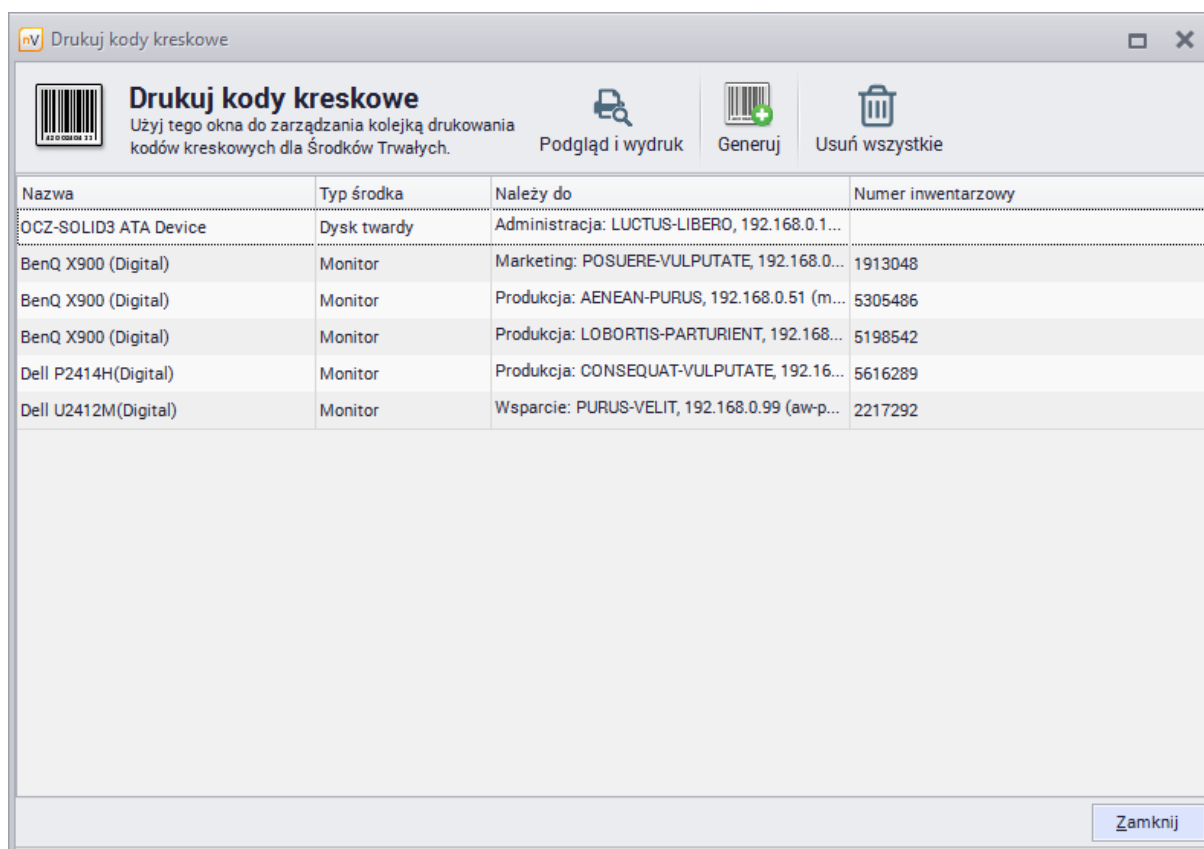 nV Drukuj kody kreskowe
Drukuj kody kreskowe
Użyj tego okna do zarządzania kolejką drukowania
kodów kreskowych dla Środków Trwałych.
Podgląd i wydruk Generuj Usuń wszystkie
Nazwa Typ środka Należy do Numer inwentarzowy
OCZ-SOLID3 ATA Device Dysk twardy Administracja: LUCTUS-LIBERO, 192.168.0.1...
BenQ X900 (Digital) Monitor Marketing: POSUERE-VULPUTATE, 192.168.0... 1913048
BenQ X900 (Digital) Monitor Produkcja: AENEAN-PURUS, 192.168.0.51 (m... 5305486
BenQ X900 (Digital) Monitor Produkcja: LOBORTIS-PARTURIENT, 192.168... 5198542
Dell P2414H(Digital) Monitor Produkcja: CONSEQUAT-VULPUTATE, 192.16... 5616289
Dell U2412M(Digital) Monitor Wsparcie: PURUS-VELIT, 192.168.0.99 (aw-p... 2217292
Zamknij